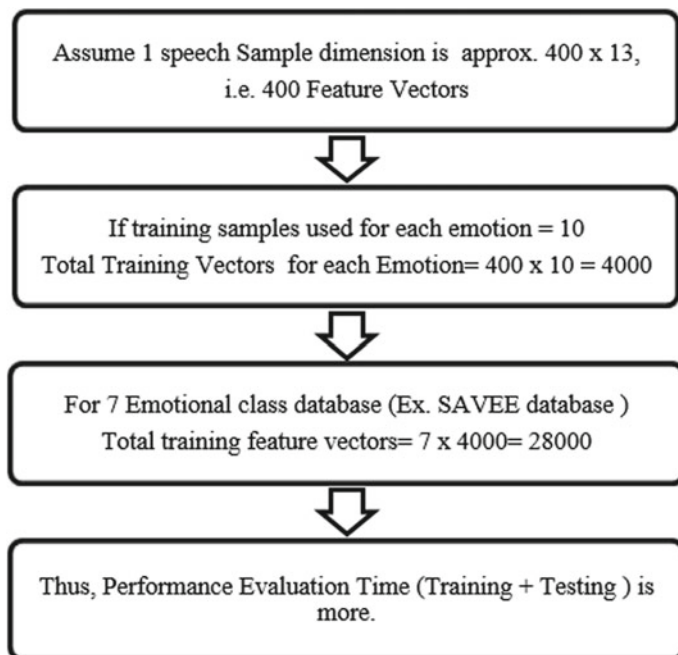 Assume 1 speech Sample dimension is approx. 400 x 13,
i.e. 400 Feature Vectors
If training samples used for each emotion = 10
Total Training Vectors for each Emotion= 400 x 10 = 4000
For 7 Emotional class database (Ex. SAVEE database )
Total training feature vectors= 7 x 4000= 28000
Thus, Performance Evaluation Time (Training + Testing ) is
more.